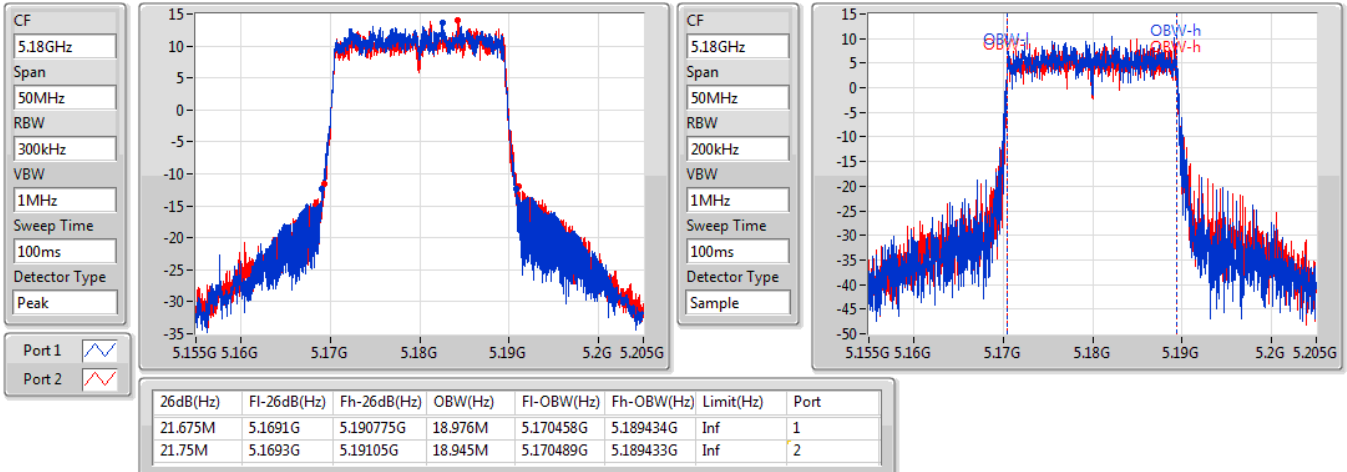 CF
5.18GHz
Span
50MHz
RBW
300kHz
VBW
1MHz
Sweep Time
100ms
Detector Type
Peak
Port 1
Port 2
15
10
5
0
-5
-10
-15
-20
-25
-30
-35
5.155G 5.16G 5.17G 5.18G 5.19G 5.2G 5.205G
CF
5.18GHz
Span
50MHz
RBW
200kHz
VBW
1MHz
Sweep Time
100ms
Detector Type
Sample
15
10
5
0
-5
-10
-15
-20
-25
-30
-35
-40
-45
-50
OBW-l
OBW-l
OBW-h
OBW-h
5.155G 5.16G 5.17G 5.18G 5.19G 5.2G 5.205G
26dB(Hz) Fl-26dB(Hz) Fh-26dB(Hz) OBW(Hz) Fl-OBW(Hz) Fh-OBW(Hz) Limit(Hz) Port
21.675M 5.1691G 5.190775G 18.976M 5.170458G 5.189434G Inf 1
21.75M 5.1693G 5.19105G 18.945M 5.170489G 5.189433G Inf 2